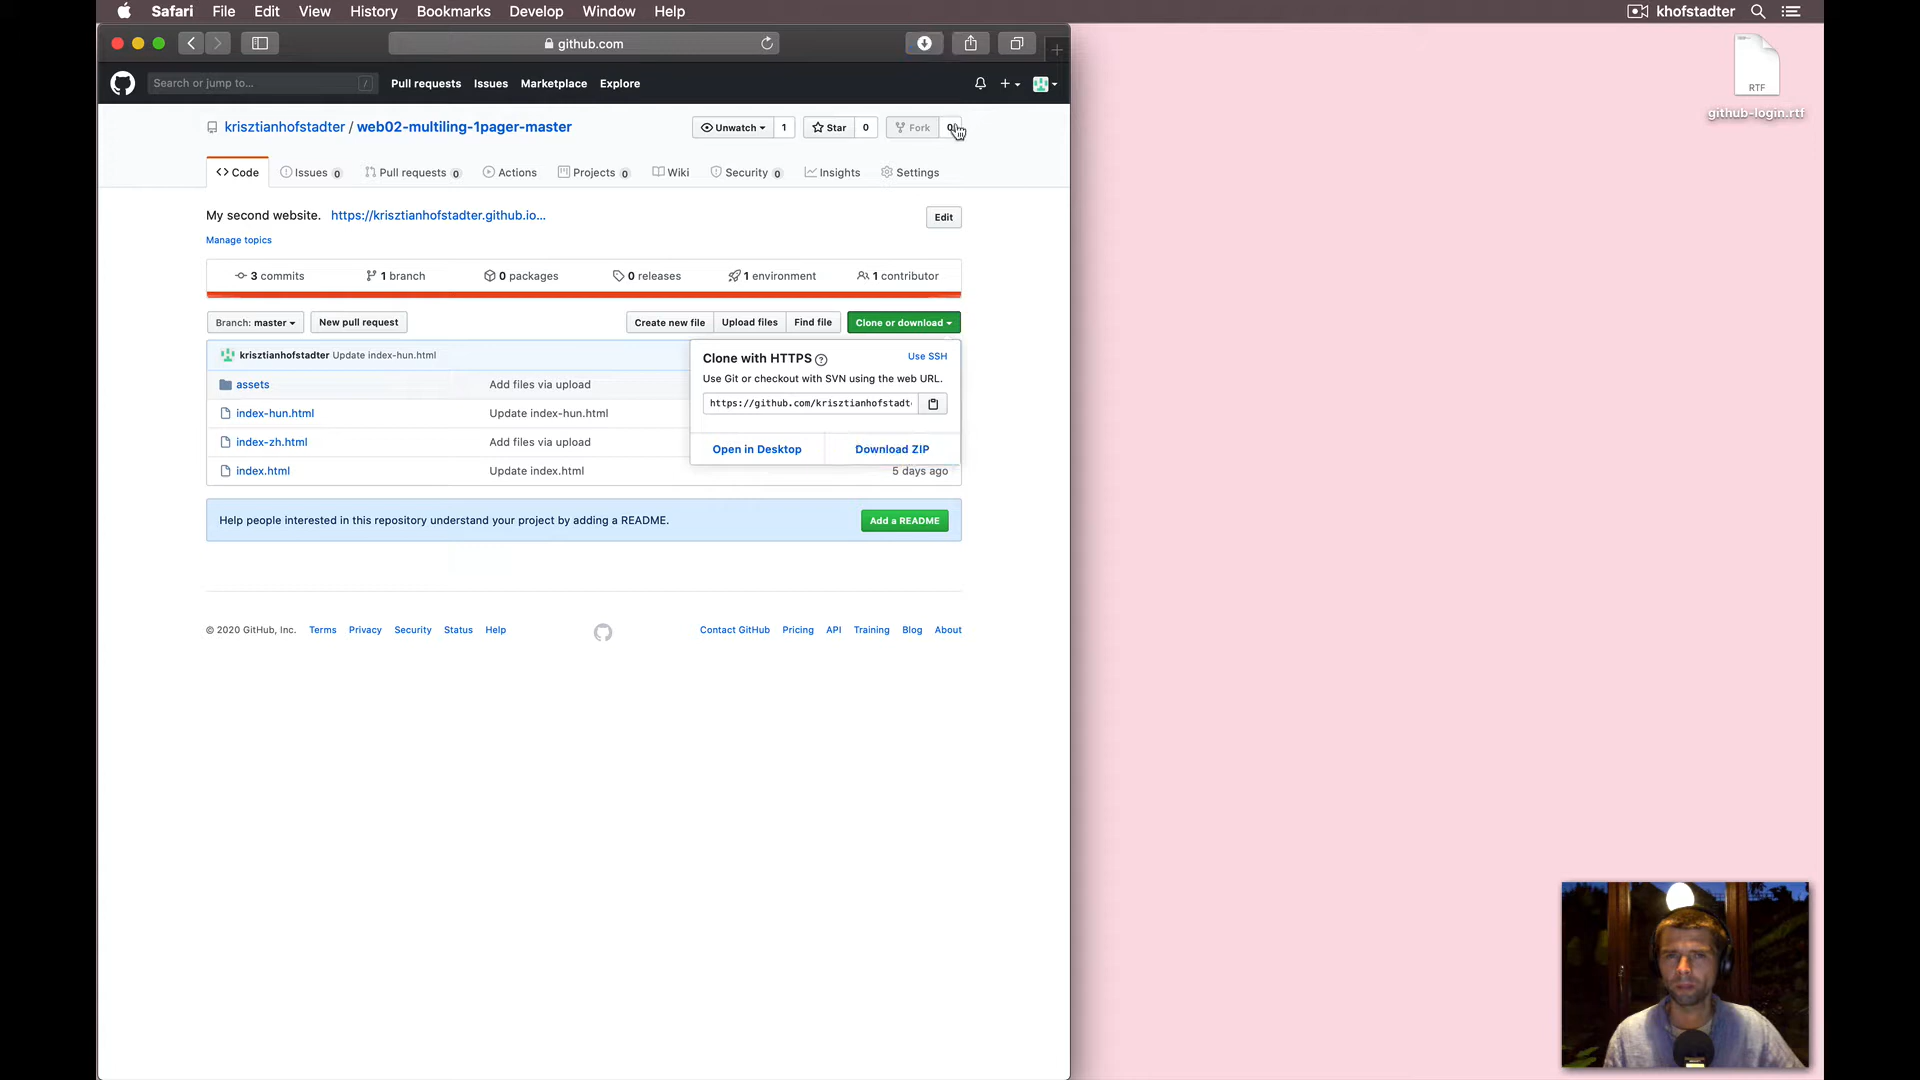 Safari File Edit View History Bookmarks Develop Window Help
khofstadter
github.com
RTF
github-login.rtf
Search or jump to... /
Pull requests Issues Marketplace Explore
krisztianhofstadter / web02-multiling-1pager-master
Unwatch 1 Star 0 Fork 0
Code Issues 0 Pull requests 0 Actions Projects 0 Wiki Security 0 Insights Settings
My second website. https://krisztianhofstadter.github.io...
Edit
Manage topics
3 commits 1 branch 0 packages 0 releases 1 environment 1 contributor
Branch: master New pull request Create new file Upload files Find file Clone or download
krisztianhofstadter Update index-hun.html
assets Add files via upload
index-hun.html Update index-hun.html
index-zh.html Add files via upload
index.html Update index.html 5 days ago
Clone with HTTPS ? Use SSH
Use Git or checkout with SVN using the web URL.
https://github.com/krisztianhofstadt
Open in Desktop Download ZIP
Help people interested in this repository understand your project by adding a README.
Add a README
© 2020 GitHub, Inc. Terms Privacy Security Status Help
Contact GitHub Pricing API Training Blog About